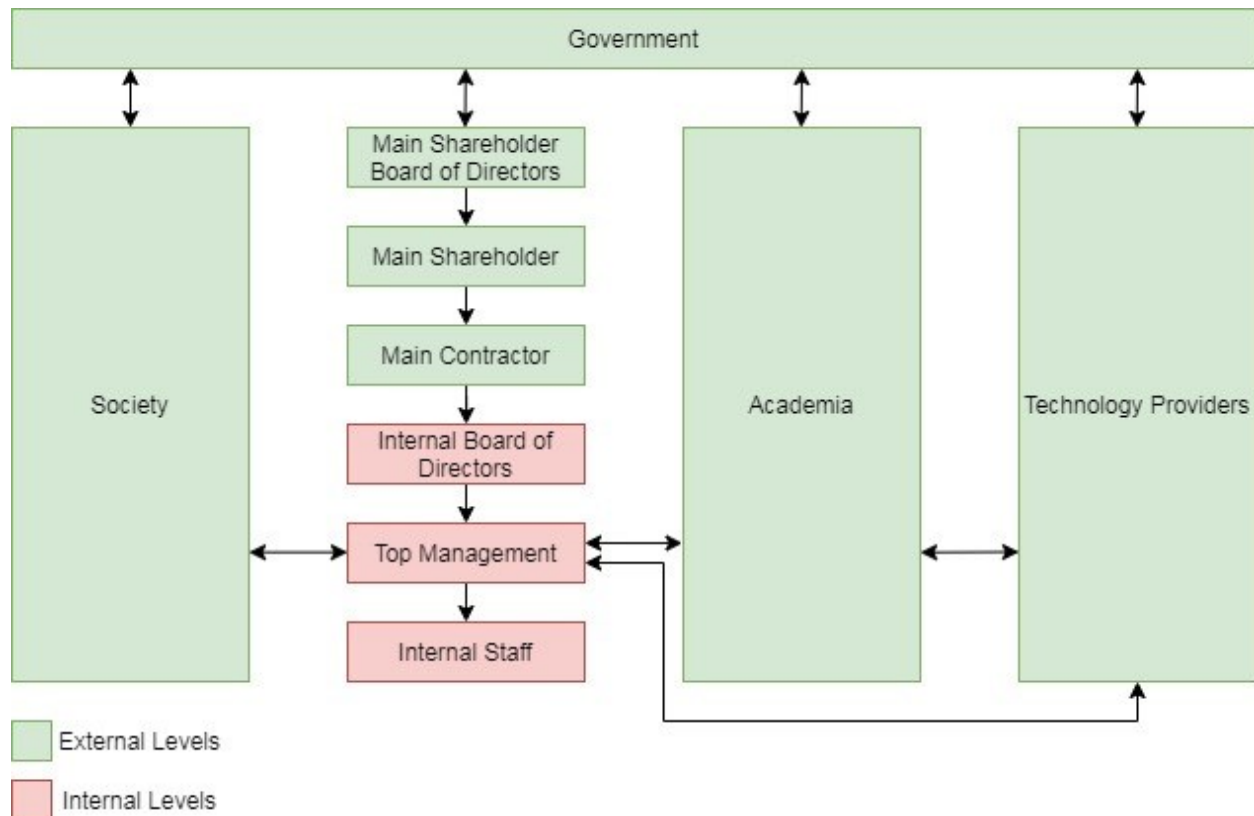 Government
Main Shareholder
Board of Directors
Main Shareholder
Main Contractor
Society
Academia
Technology Providers
Internal Board of
Directors
Top Management
Internal Staff
External Levels
Internal Levels